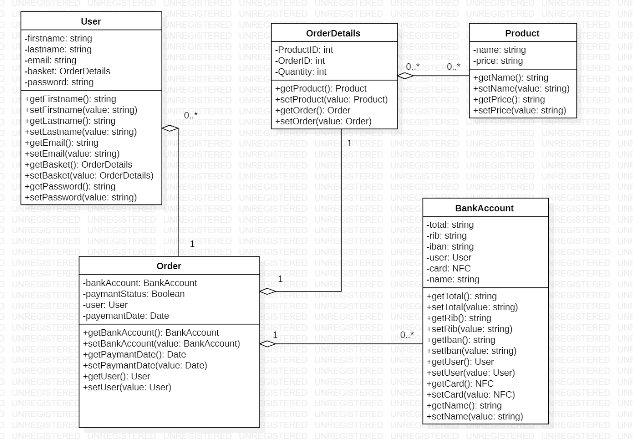 User
-firstname: string
-lastname: string
-email: string
-basket: OrderDetails
-password: string
+getFirstname(): string
+setFirstname(value: string)
+getLastname(): string
+setLastname(value: string)
+getEmail(): string
+setEmail(value: string)
+getBasket(): OrderDetails
+setBasket(value: OrderDetails)
+getPassword(): string
+setPassword(value: string)
OrderDetails
-ProductID: int
-OrderID: int
-Quantity: int
+getProduct(): Product
+setProduct(value: Product)
+getOrder(): Order
+setOrder(value: Order)
0..*
0..*
Product
-name: string
-price: string
+getName(): string
+setName(value: string)
+getPrice(): string
+setPrice(value: string)
0..*
1
1
1
Order
-bankAccount: BankAccount
-paymantStatus: Boolean
-user: User
-payemantDate: Date
+getBankAccount(): BankAccount
+setBankAccount(value: BankAccount)
+getPaymantDate(): Date
+setPaymantDate(value: Date)
+getUser(): User
+setUser(value: User)
1
0..*
BankAccount
-total: string
-rib: string
-iban: string
-user: User
-card: NFC
-name: string
+getTotal(): string
+setTotal(value: string)
+getRib(): string
+setRib(value: string)
+getIban(): string
+setIban(value: string)
+getUser(): User
+setUser(value: User)
+getCard(): NFC
+setCard(value: NFC)
+getName(): string
+setName(value: string)
UNREGISTERED